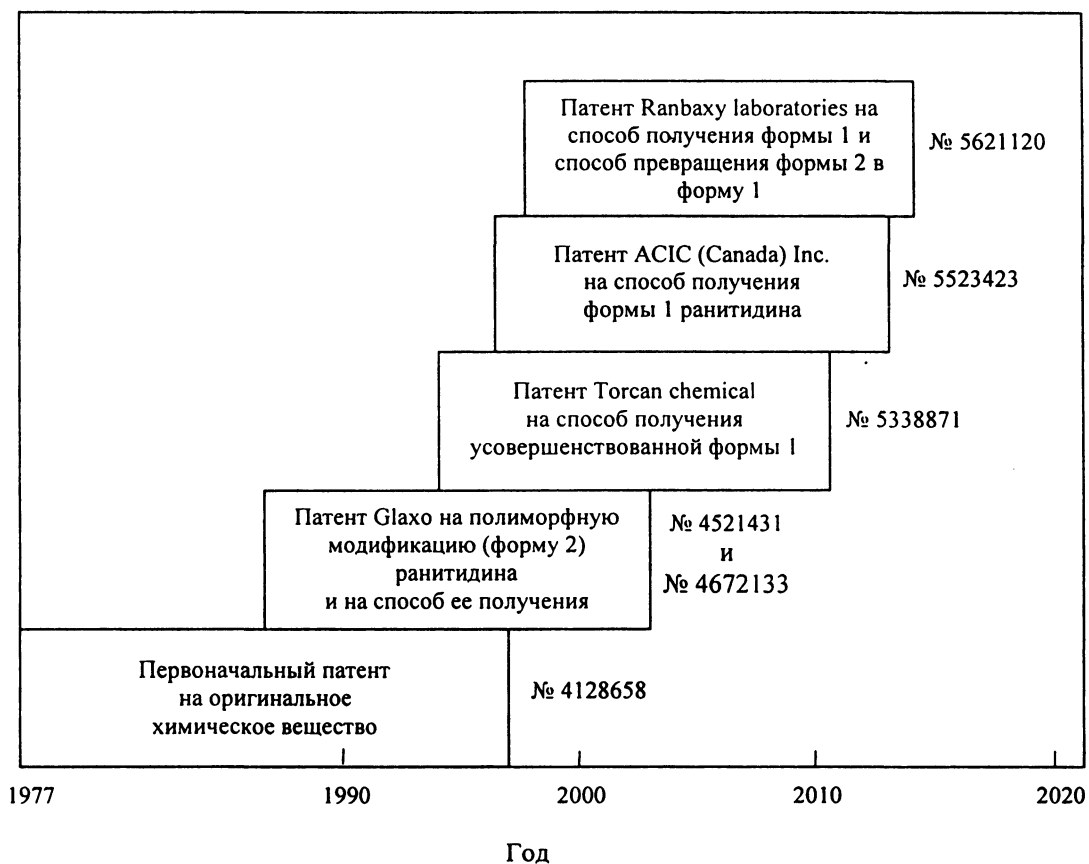 Патент Ranbaxy laboratories на
способ получения формы 1 и
способ превращения формы 2 в
форму 1
№ 5621120
Патент ACIC (Canada) Inc.
на способ получения
формы 1 ранитидина
№ 5523423
Патент Torcan chemical
на способ получения
усовершенствованной формы 1
№ 5338871
Патент Glaxo на полиморфную
модификацию (форму 2)
ранитидина
и на способ ее получения
№ 4521431
и
№ 4672133
Первоначальный патент
на оригинальное
химическое вещество
№ 4128658
1977 1990 2000 2010 2020
Год